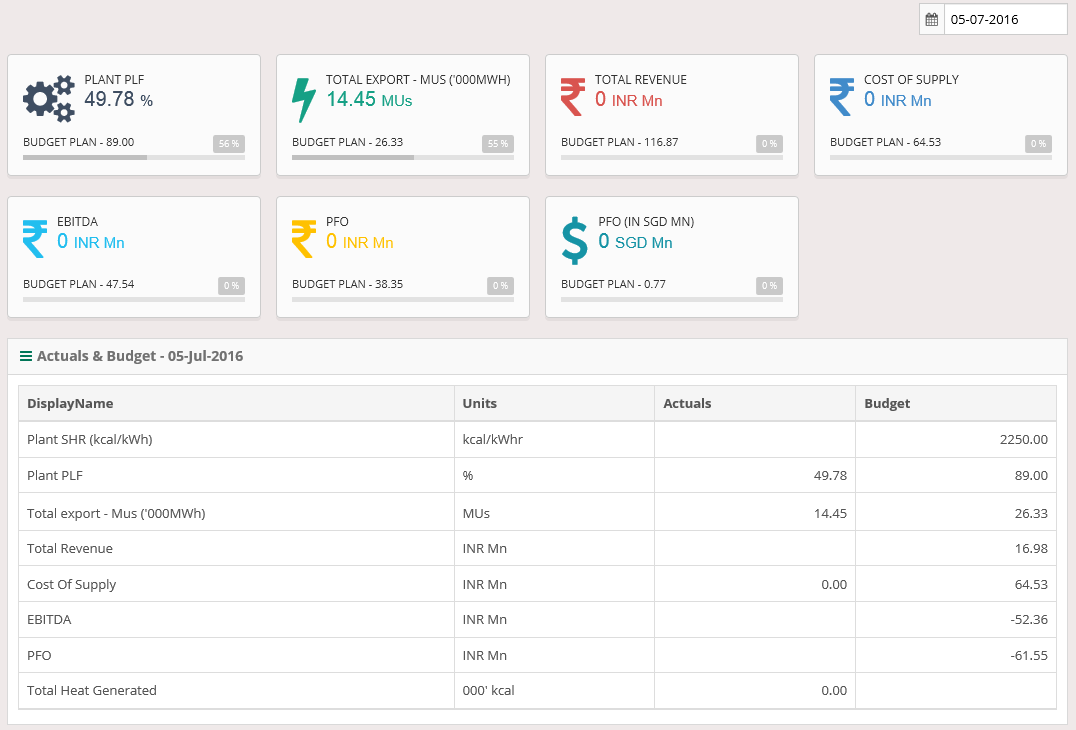 05-07-2016
PLANT PLF
49.78 %
BUDGET PLAN - 89.00
56 %
TOTAL EXPORT - MUS ('000MWH)
14.45 MUs
BUDGET PLAN - 26.33
55 %
TOTAL REVENUE
0 INR Mn
BUDGET PLAN - 116.87
0 %
COST OF SUPPLY
0 INR Mn
BUDGET PLAN - 64.53
0 %
EBITDA
0 INR Mn
BUDGET PLAN - 47.54
0 %
PFO
0 INR Mn
BUDGET PLAN - 38.35
0 %
PFO (IN SGD MN)
0 SGD Mn
BUDGET PLAN - 0.77
0 %
Actuals & Budget - 05-Jul-2016
DisplayName Units Actuals Budget
Plant SHR (kcal/kWh) kcal/kWhr 2250.00
Plant PLF % 49.78 89.00
Total export - Mus ('000MWh) MUs 14.45 26.33
Total Revenue INR Mn 16.98
Cost Of Supply INR Mn 0.00 64.53
EBITDA INR Mn -52.36
PFO INR Mn -61.55
Total Heat Generated 000' kcal 0.00